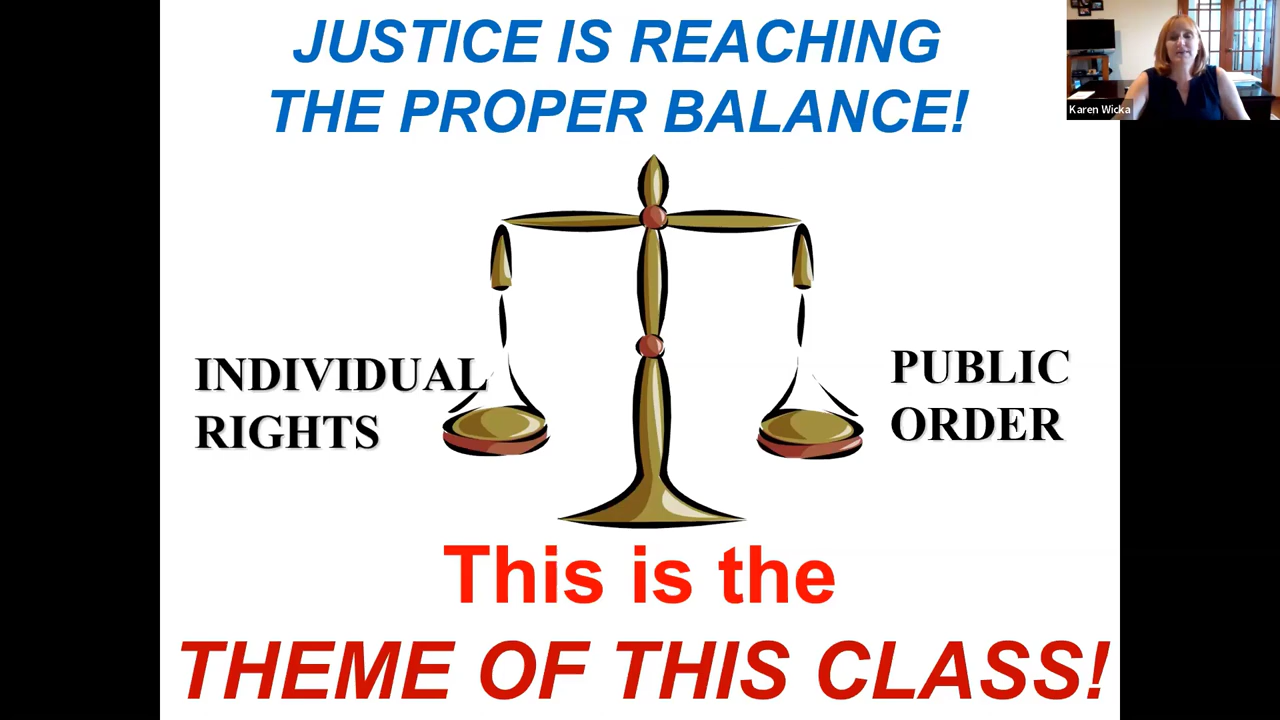 JUSTICE IS REACHING
THE PROPER BALANCE!
Karen Wicka
INDIVIDUAL
RIGHTS
PUBLIC
ORDER
This is the
THEME OF THIS CLASS!